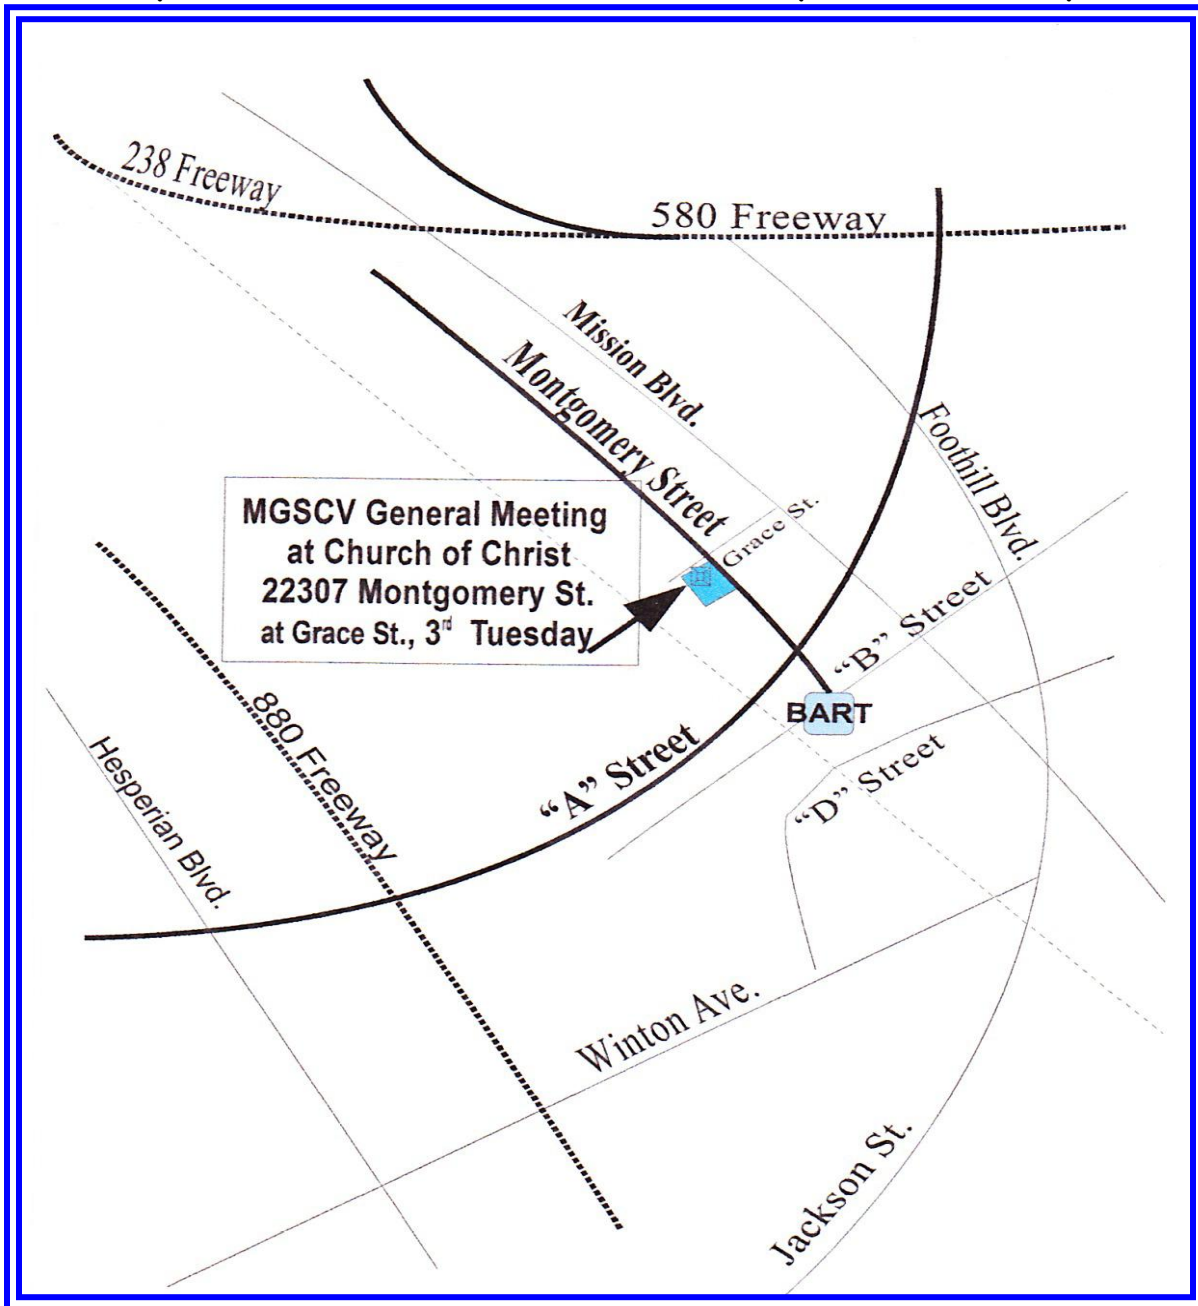 238 Freeway
580 Freeway
Mission Blvd.
Montgomery Street
Foothill Blvd.
Grace St.
MGSCV General Meeting
at Church of Christ
22307 Montgomery St.
at Grace St., 3rd Tuesday
"B" Street
BART
880 Freeway
Hesperian Blvd.
"A" Street
"D" Street
Winton Ave.
Jackson St.